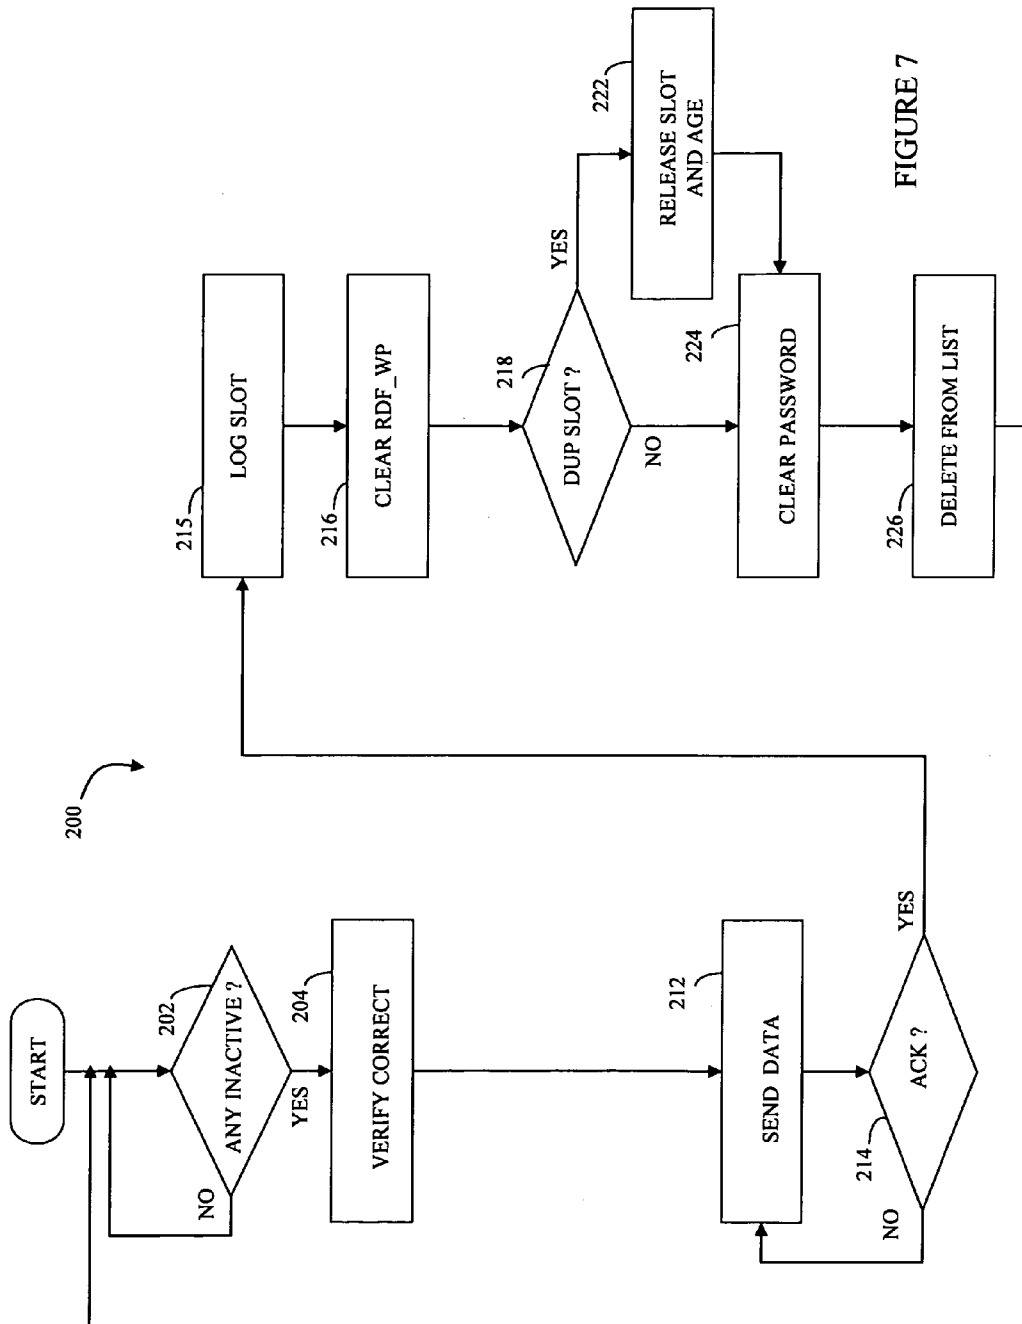 START
ANY INACTIVE ?
202
NO
YES
VERIFY CORRECT
204
SEND DATA
212
ACK ?
214
NO
YES
200
LOG SLOT
215
CLEAR RDF_WP
216
DUP SLOT ?
218
YES
NO
RELEASE SLOT
AND AGE
222
CLEAR PASSWORD
224
DELETE FROM LIST
226
FIGURE 7